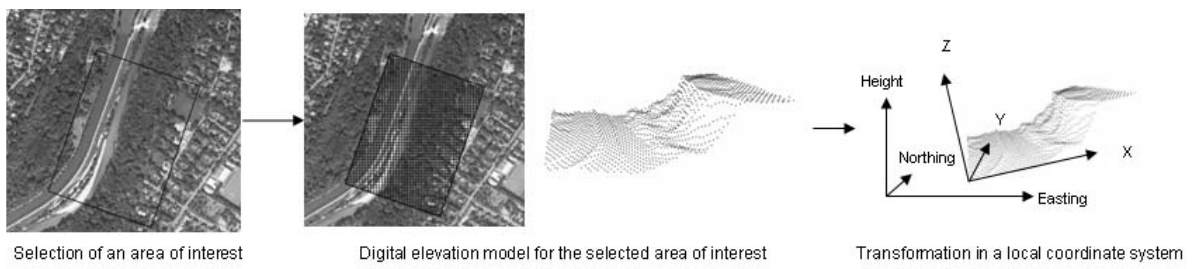 Z
Height
Y
Northing
X
Easting
Selection of an area of interest
Digital elevation model for the selected area of interest
Transformation in a local coordinate system